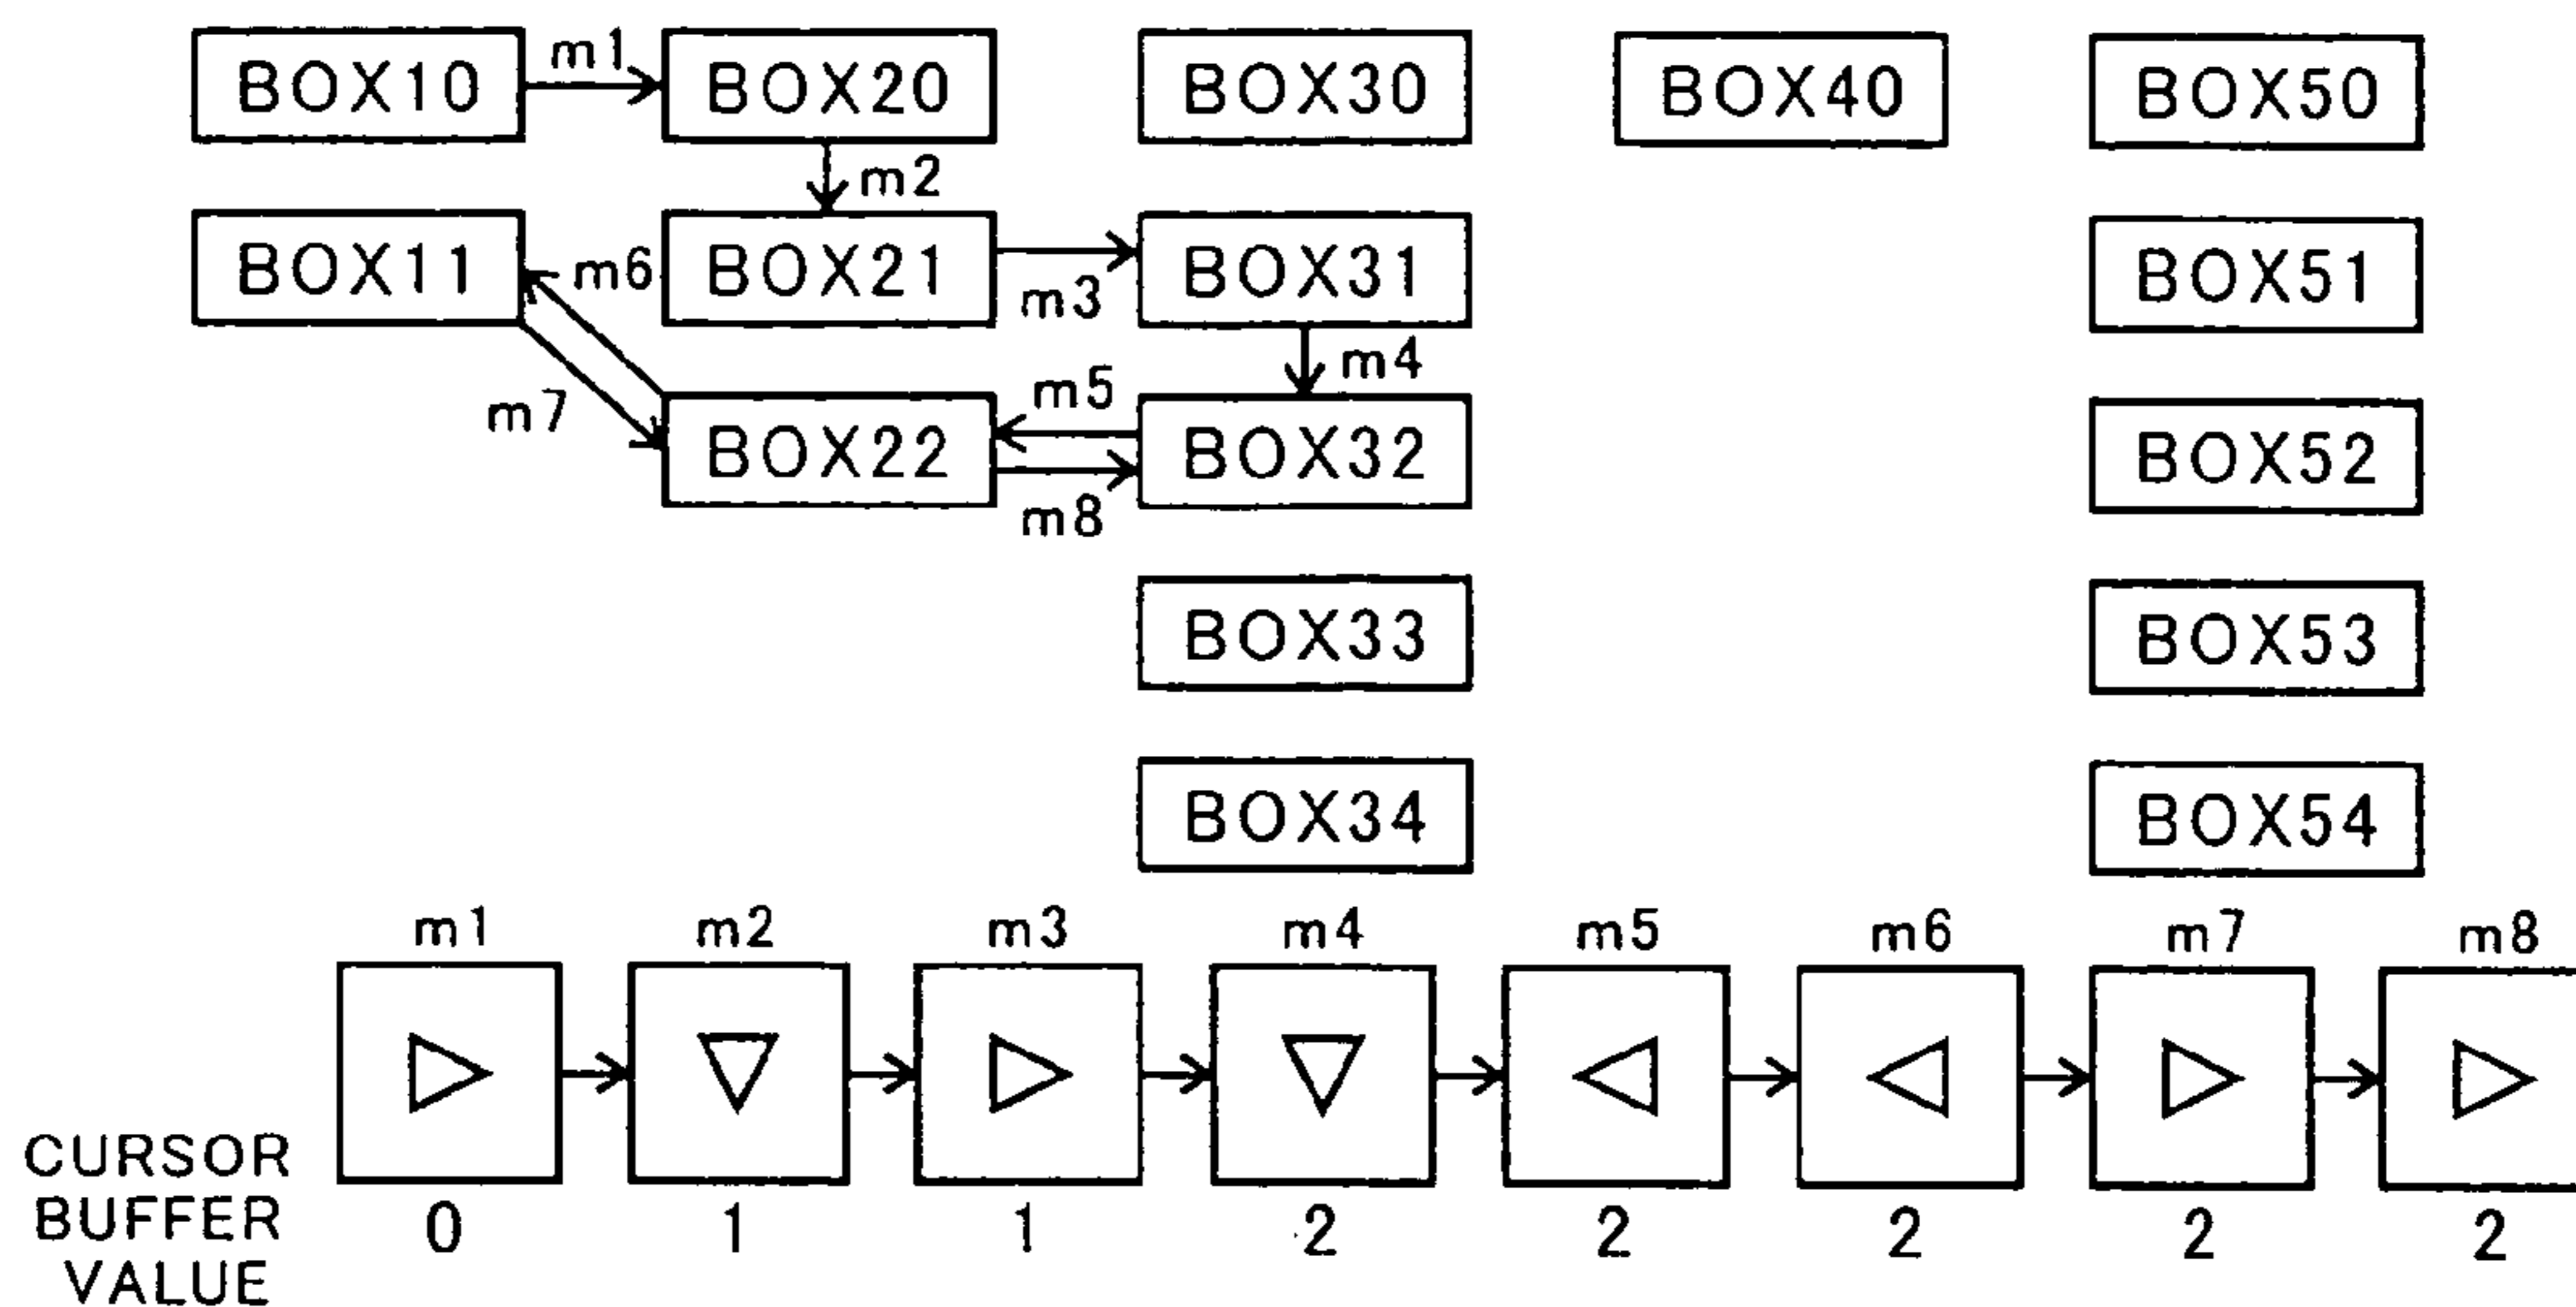 BOX10 m1 BOX20 BOX30 BOX40 BOX50
m2
BOX11 m6 BOX21 m3 BOX31 BOX51
m4
m7 BOX22 m5 BOX32 BOX52
m8
BOX33 BOX53
BOX34 BOX54
m1 m2 m3 m4 m5 m6 m7 m8
CURSOR
BUFFER
VALUE
0 1 1 2 2 2 2 2